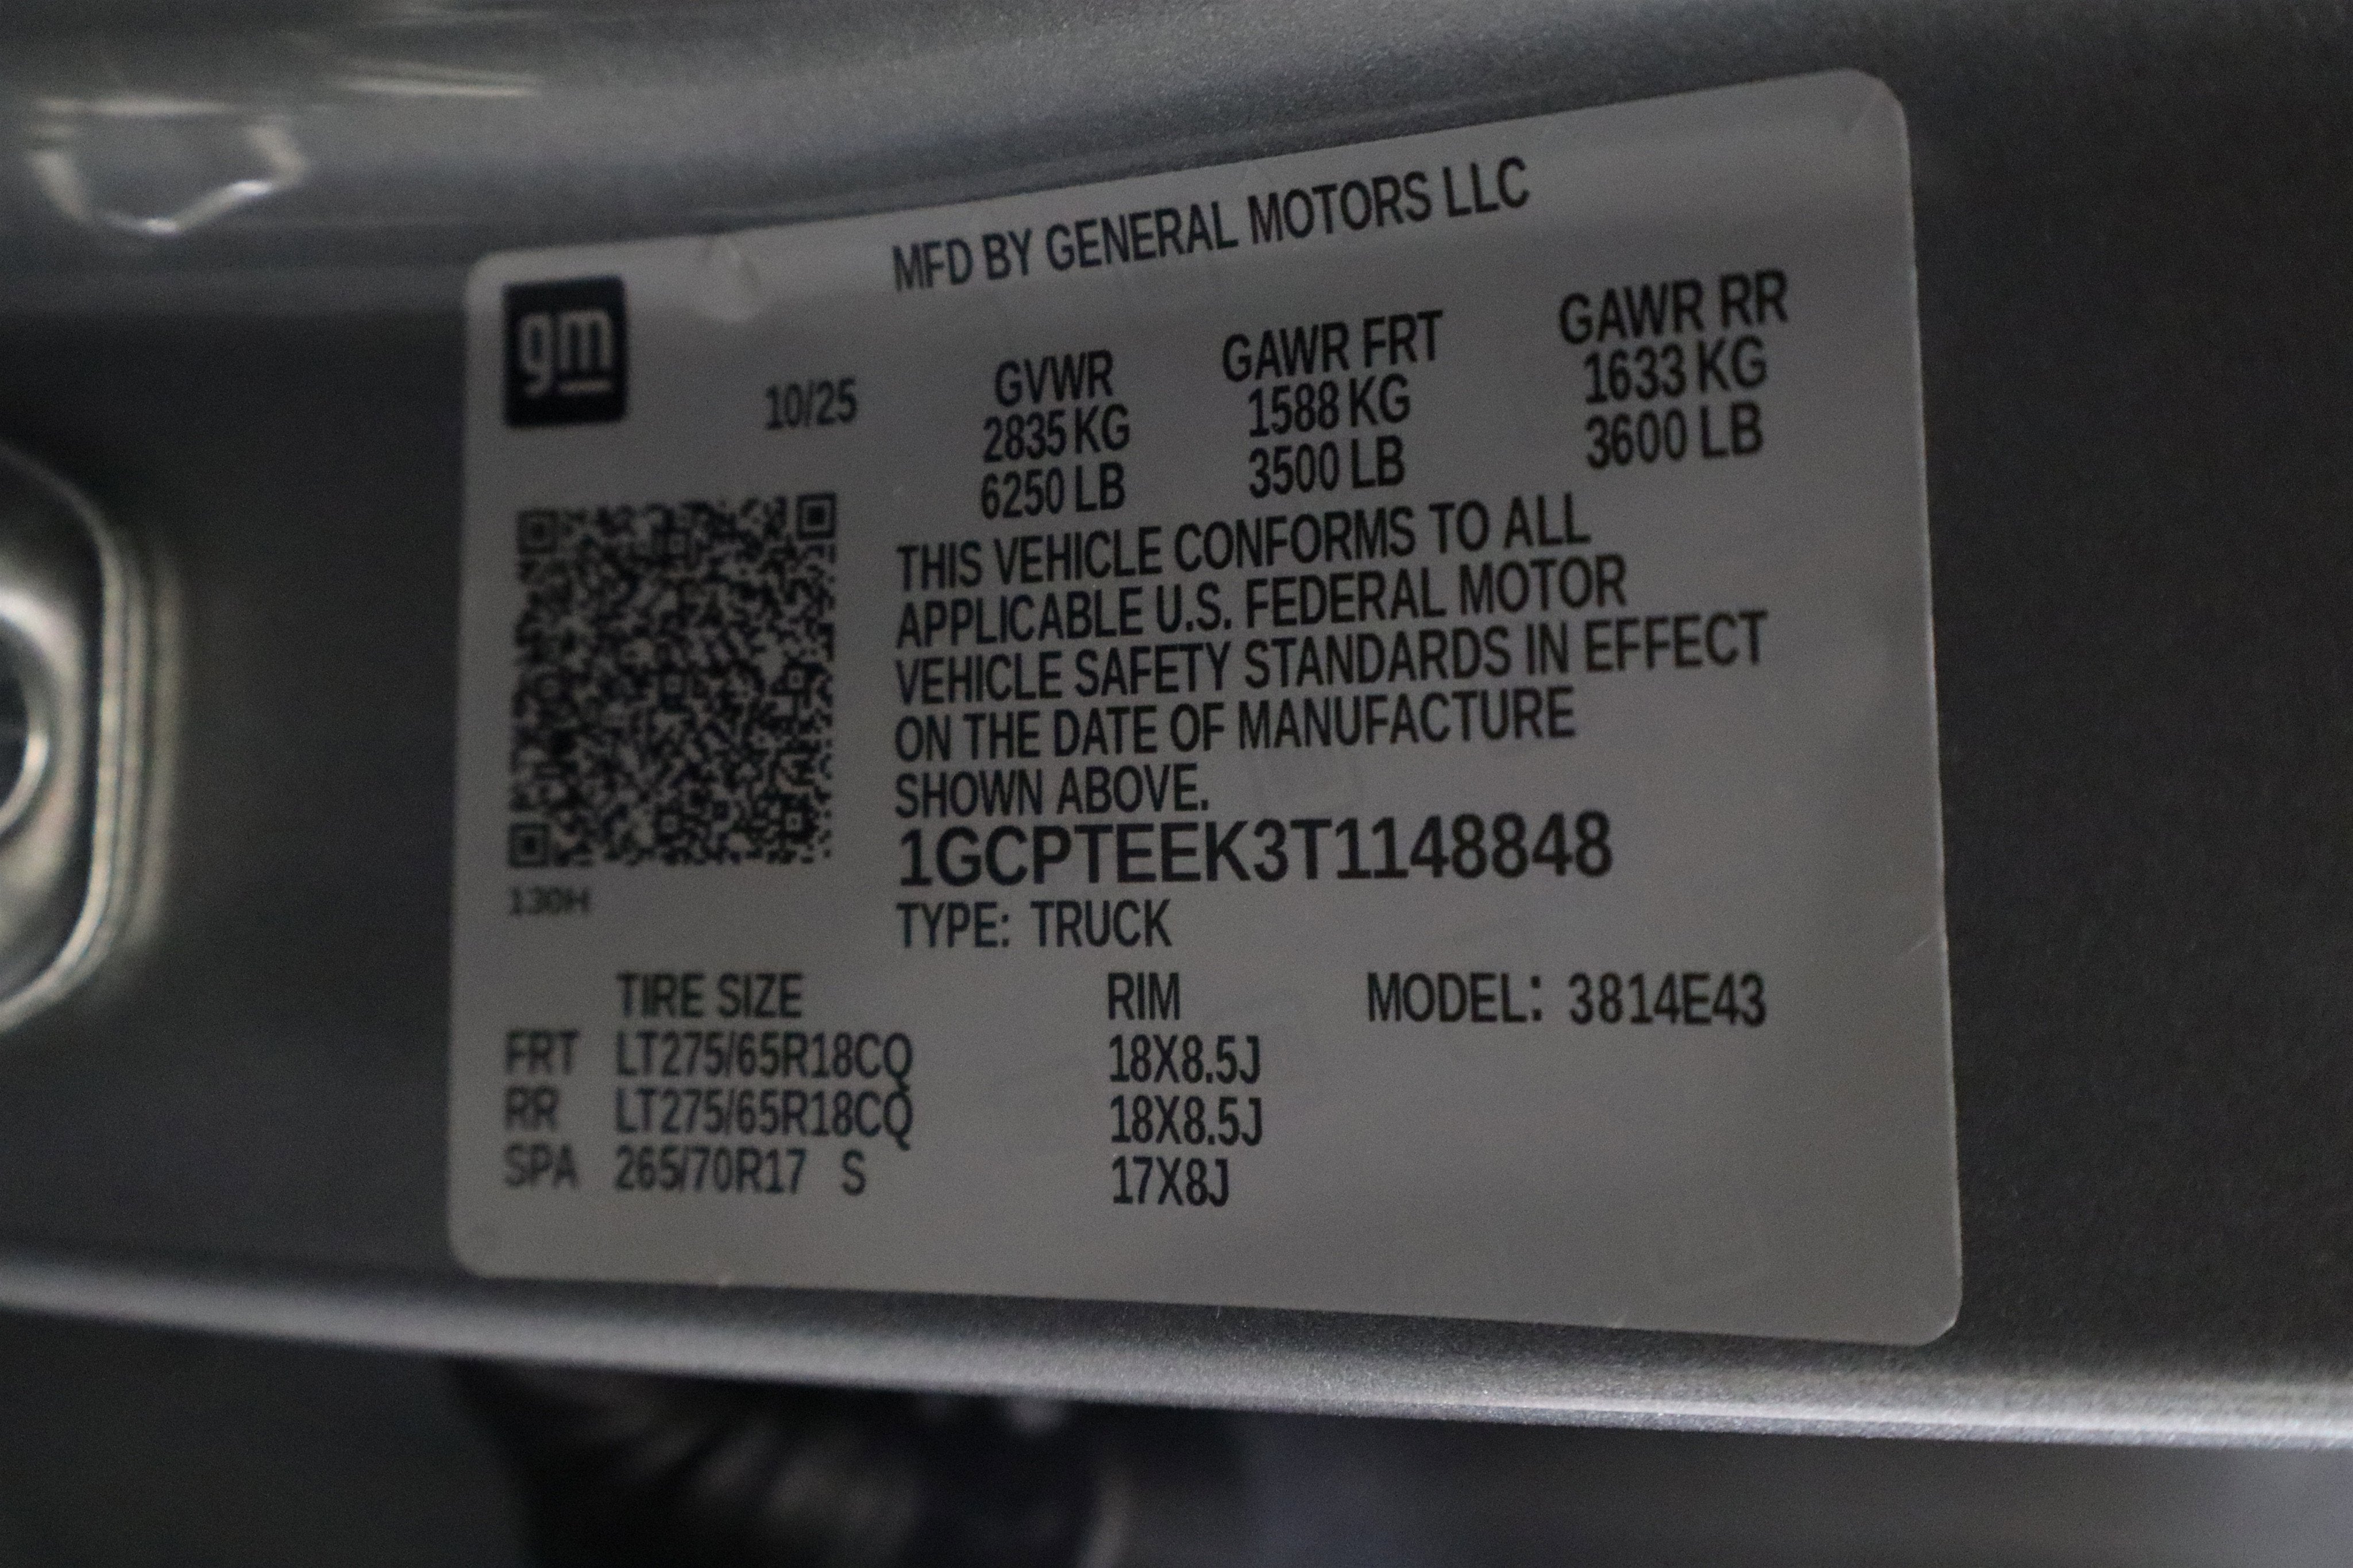 MFD BY GENERAL MOTORS LLC
gm
10/25
GVWR GAWR FRT GAWR RR
2835 KG 1588 KG 1633 KG
6250 LB 3500 LB 3600 LB
THIS VEHICLE CONFORMS TO ALL
APPLICABLE U.S. FEDERAL MOTOR
VEHICLE SAFETY STANDARDS IN EFFECT
ON THE DATE OF MANUFACTURE
SHOWN ABOVE.
1GCPTEEK3T1148848
130H
TYPE: TRUCK
TIRE SIZE RIM MODEL: 3814E43
FRT LT275/65R18CQ 18X8.5J
RR LT275/65R18CQ 18X8.5J
SPA 265/70R17 S 17X8J